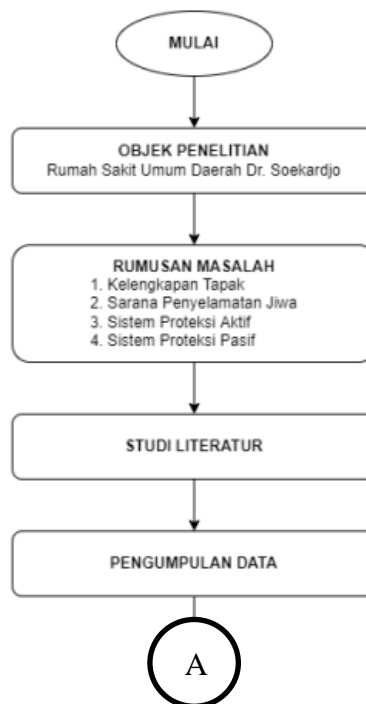 MULAI
OBJEK PENELITIAN
Rumah Sakit Umum Daerah Dr. Soekardjo
RUMUSAN MASALAH
1. Kelengkapan Tapak
2. Sarana Penyelamatan Jiwa
3. Sistem Proteksi Aktif
4. Sistem Proteksi Pasif
STUDI LITERATUR
PENGUMPULAN DATA
A